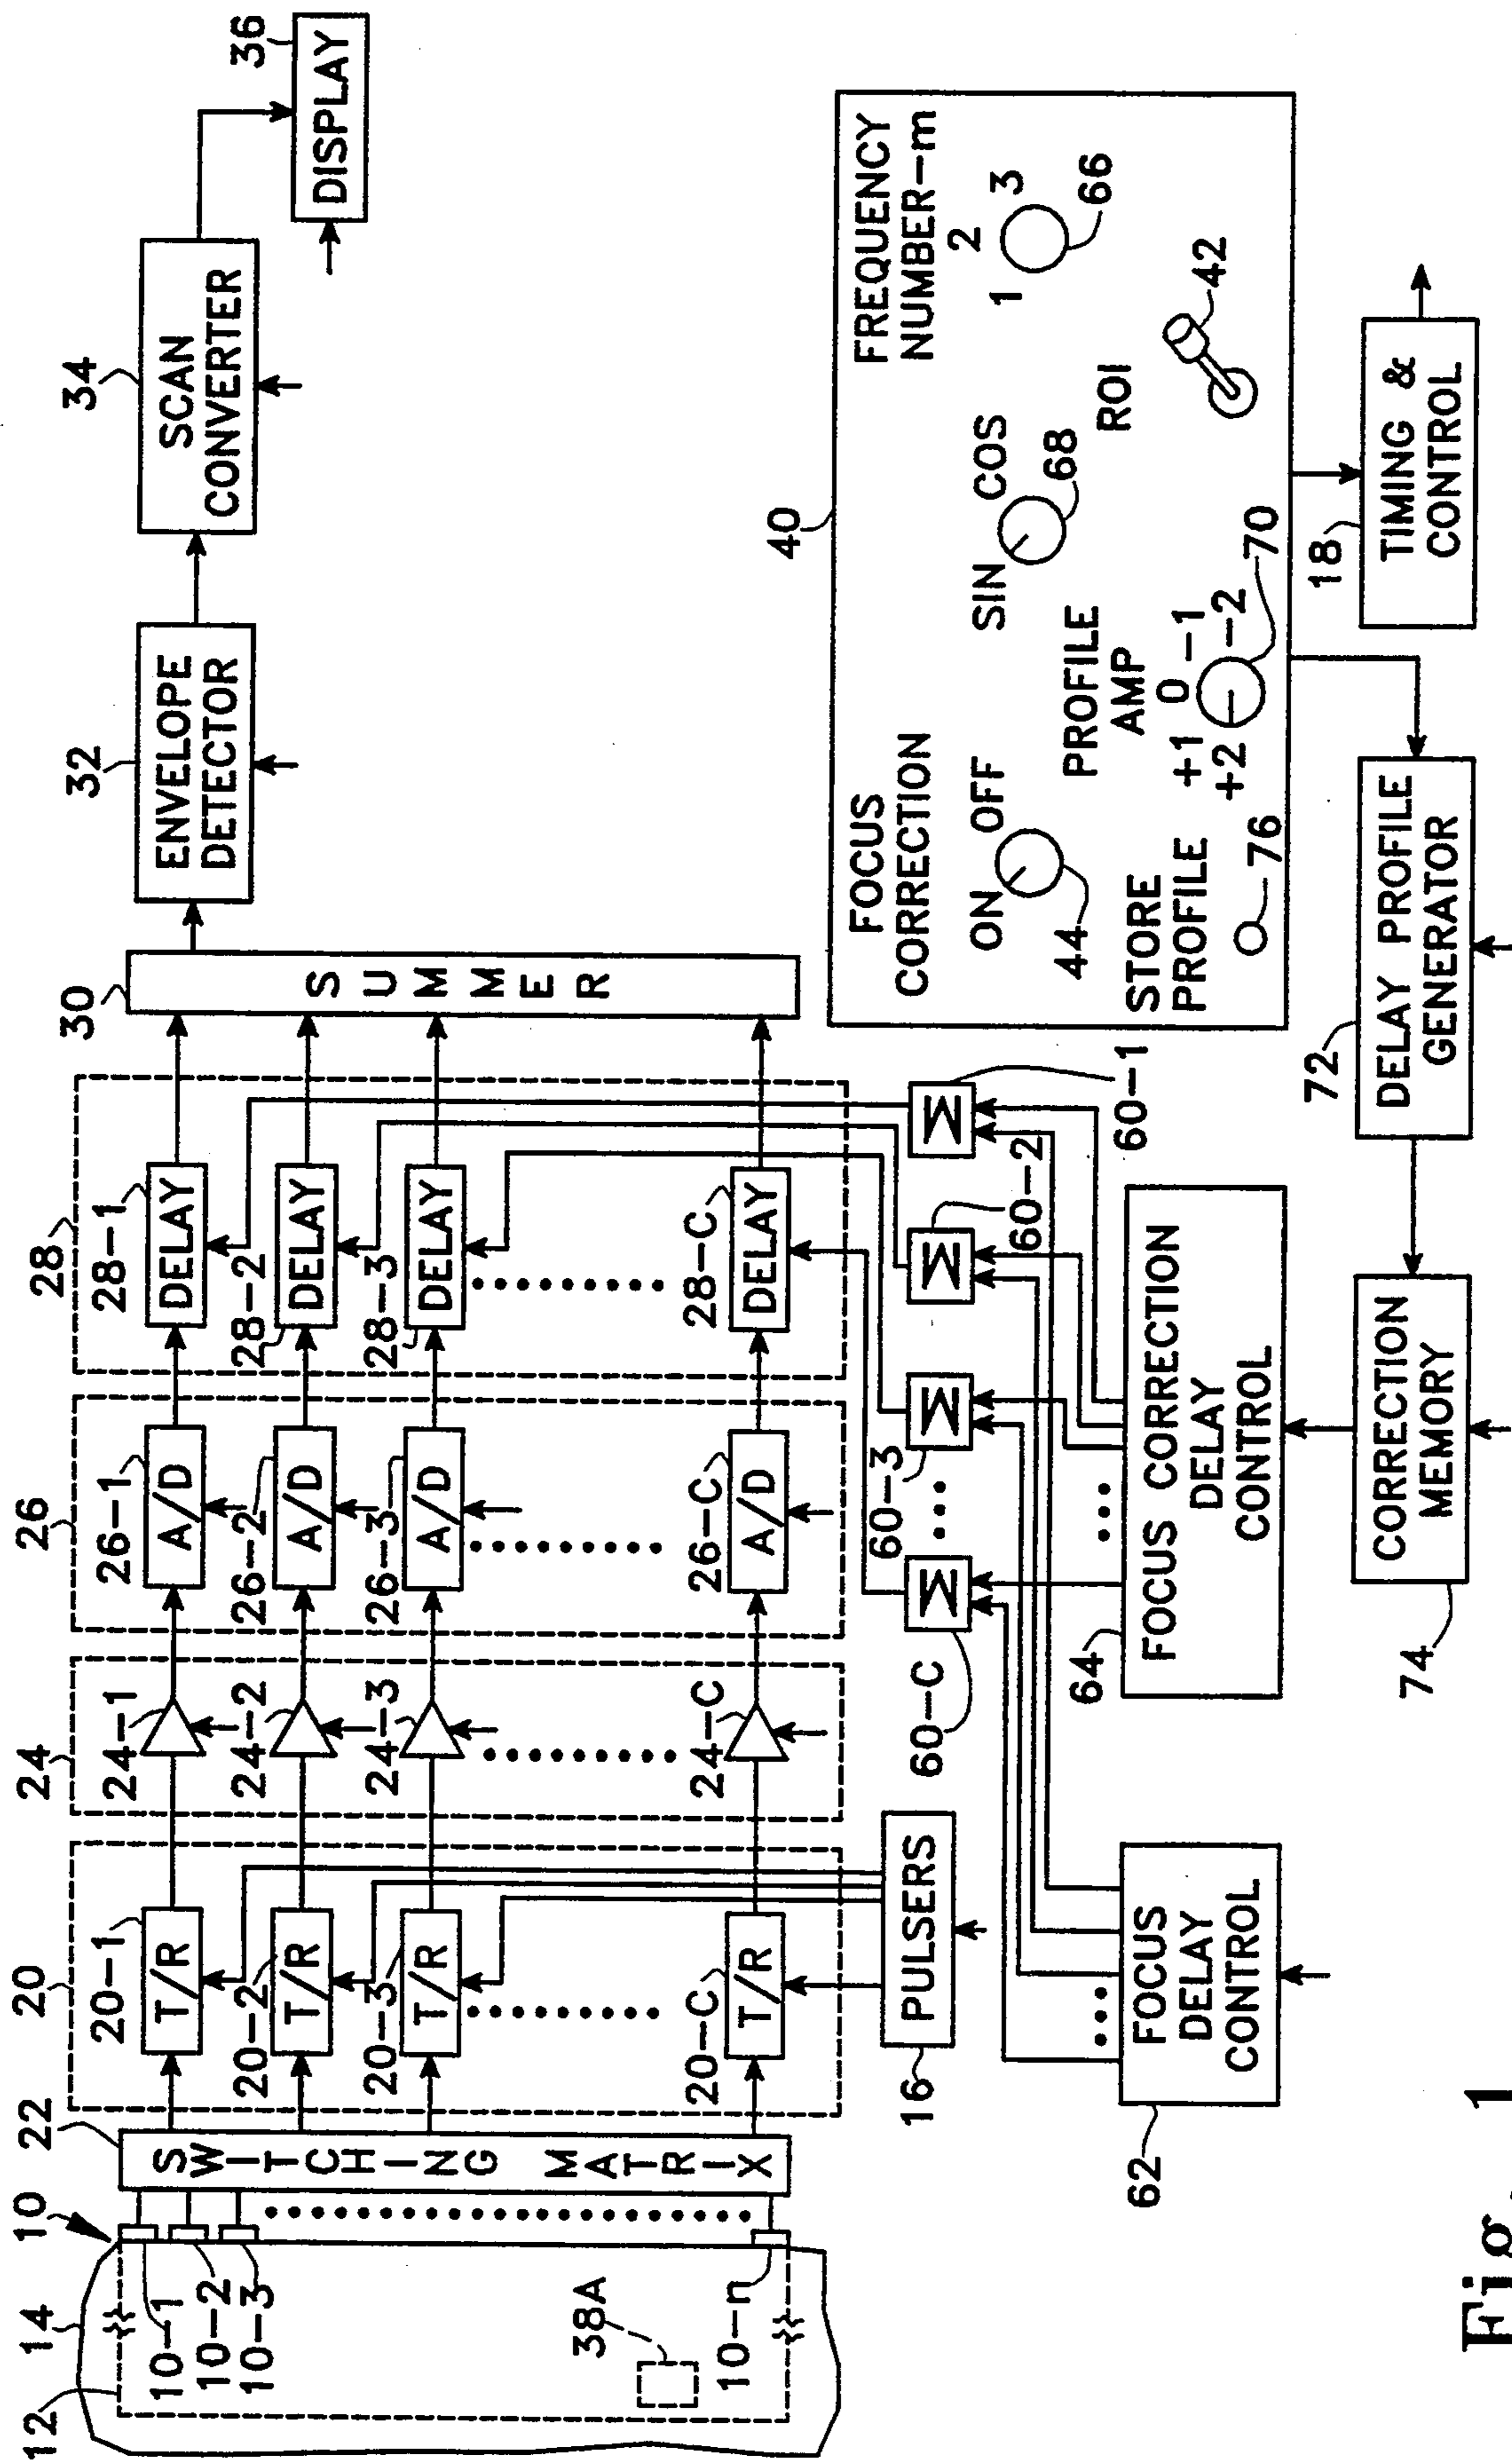 36
DISPLAY
34
SCAN
CONVERTER
32
ENVELOPE
DETECTOR
30
SUMMER
28
28-1
DELAY
28-2
DELAY
28-3
DELAY
28-C
DELAY
26
26-1
A/D
26-2
A/D
26-3
A/D
26-C
A/D
24
24-1
24-2
24-3
24-C
20
20-1
T/R
20-2
T/R
20-3
T/R
20-C
T/R
22
SWITCHING MATRIX
10
14
12
10-1
10-2
10-3
38A
10-n
16
PULSERS
60-1
Σ
60-2
Σ
60-3
Σ
60-C
Σ
62
FOCUS
DELAY
CONTROL
64
FOCUS CORRECTION
DELAY
CONTROL
74
CORRECTION
MEMORY
72
DELAY PROFILE
GENERATOR
18
TIMING &
CONTROL
40
FOCUS
CORRECTION
ON OFF
44
SIN COS
68
FREQUENCY
NUMBER-m
1 2 3
66
STORE
PROFILE
76
PROFILE
AMP
+2 +1 0 -1 -2
70
ROI
42
Fig. 1